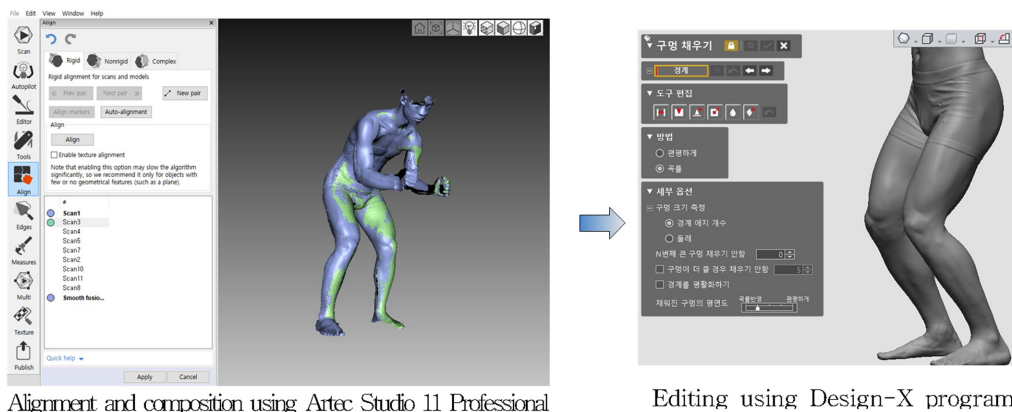 File Edit View Window Help
Align
Scan
Autopilot
Editor
Tools
Align
Edges
Measures
Multi
Texture
Publish
Rigid Nonrigid Complex
Rigid alignment for scans and models
Prev pair Next pair New pair
Align markers Auto-alignment
Align
Align
Enable texture alignment
Note that enabling this option may slow the algorithm
significantly, so we recommend it only for objects with
few or no geometrical features (such as a plane).
#
Scan1
Scan3
Scan4
Scan5
Scan7
Scan2
Scan10
Scan11
Scan8
Smooth fusio...
Quick help
Apply Cancel
Alignment and composition using Artec Studio 11 Professional
구멍 채우기
경계
도구 편집
방법
편평하게
곡률
세부 옵션
구멍 크기 측정
경계 에지 개수
둘레
N번째 큰 구멍 채우기 안함 0
구멍이 더 클 경우 채우기 안함 5
경계를 평활화하기
채워진 구멍의 평면도 곡률반영 편평하게
Editing using Design-X program